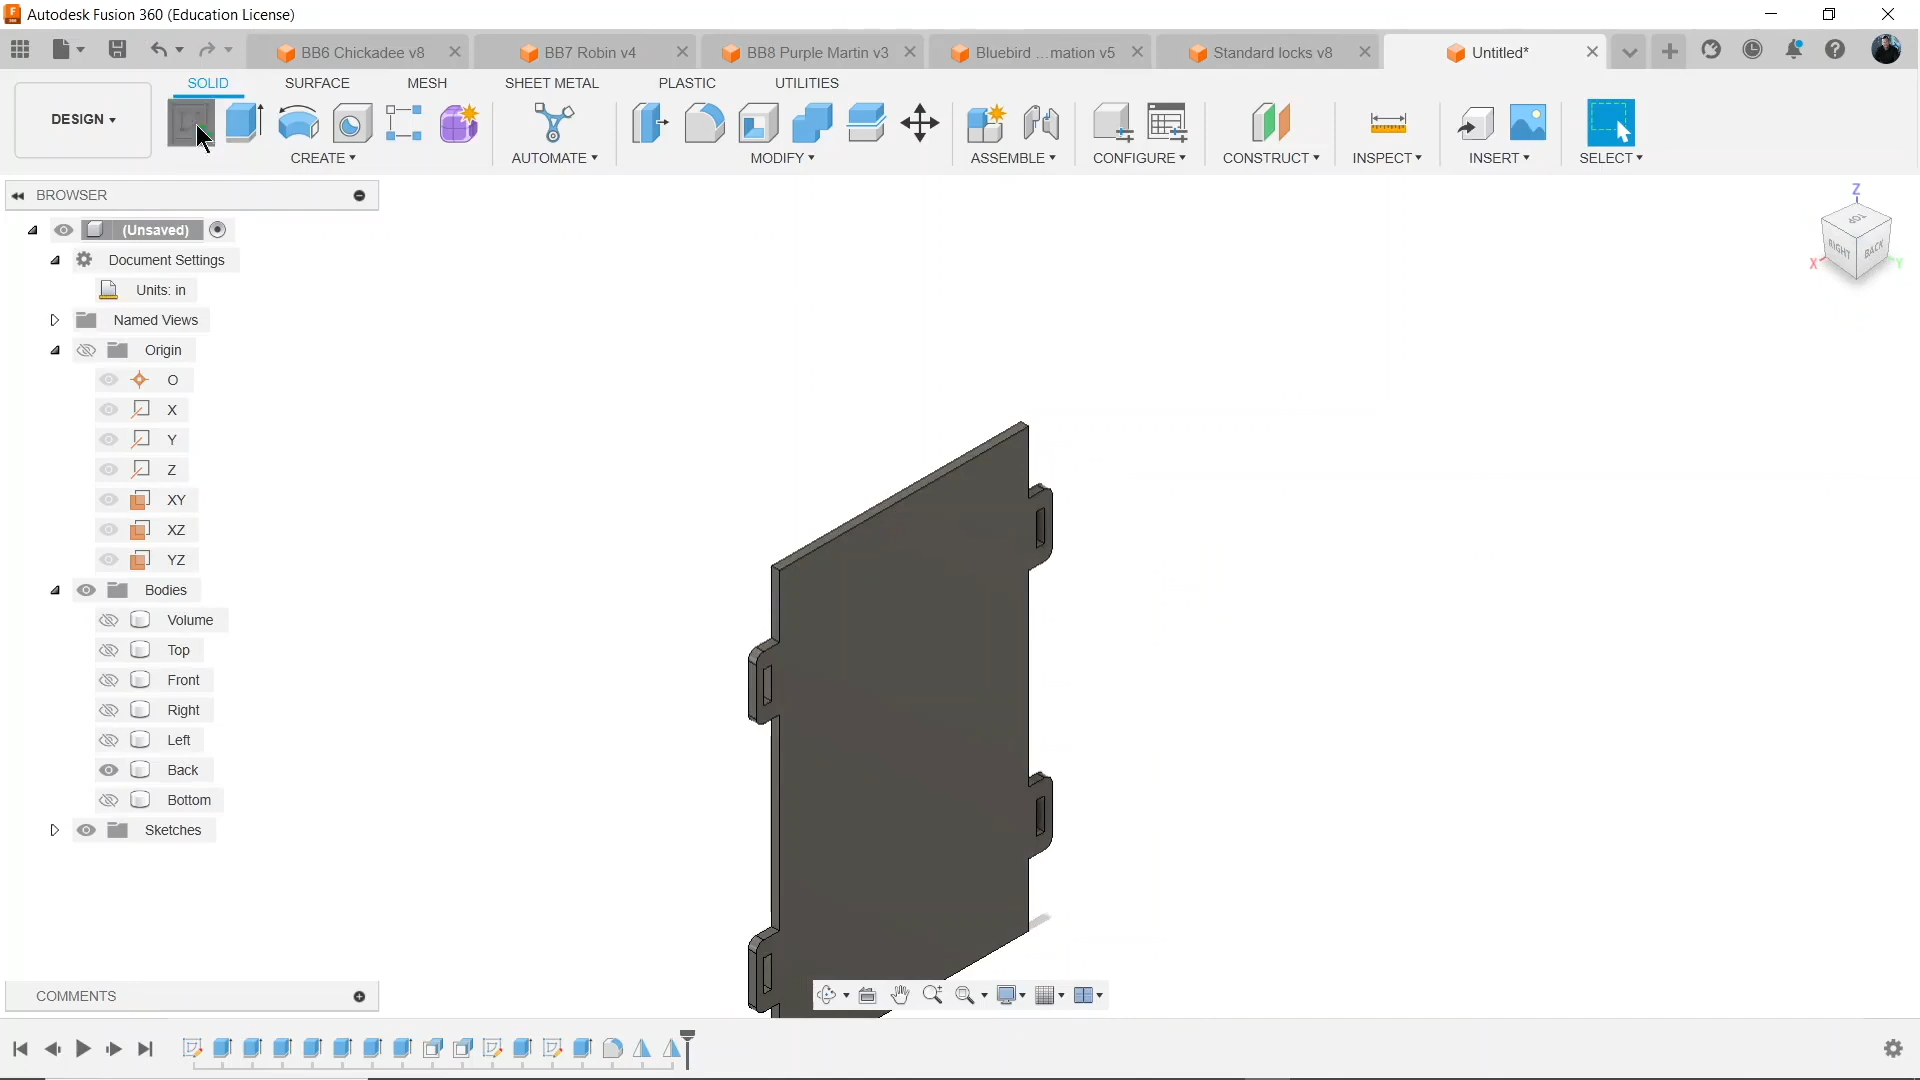 Autodesk Fusion 360 (Education License)
BB6 Chickadee v8
BB7 Robin v4
BB8 Purple Martin v3
Bluebird ...mation v5
Standard locks v8
Untitled*
SOLID
SURFACE
MESH
SHEET METAL
PLASTIC
UTILITIES
DESIGN
CREATE
AUTOMATE
MODIFY
ASSEMBLE
CONFIGURE
CONSTRUCT
INSPECT
INSERT
SELECT
BROWSER
(Unsaved)
Document Settings
Units: in
Named Views
Origin
O
X
Y
Z
XY
XZ
YZ
Bodies
Volume
Top
Front
Right
Left
Back
Bottom
Sketches
Z
TOP
RIGHT
BACK
X
Y
COMMENTS